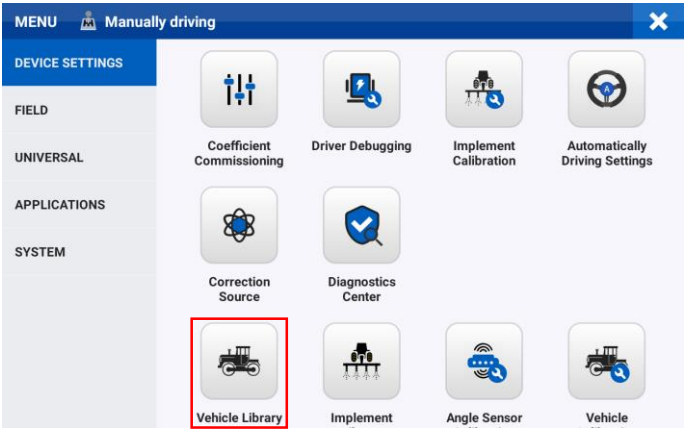 MENU Manually driving
DEVICE SETTINGS
FIELD
UNIVERSAL
APPLICATIONS
SYSTEM
Coefficient
Commissioning
Driver Debugging
Implement
Calibration
A
Automatically
Driving Settings
Correction
Source
Diagnostics
Center
Vehicle Library
Implement
Angle Sensor
Vehicle